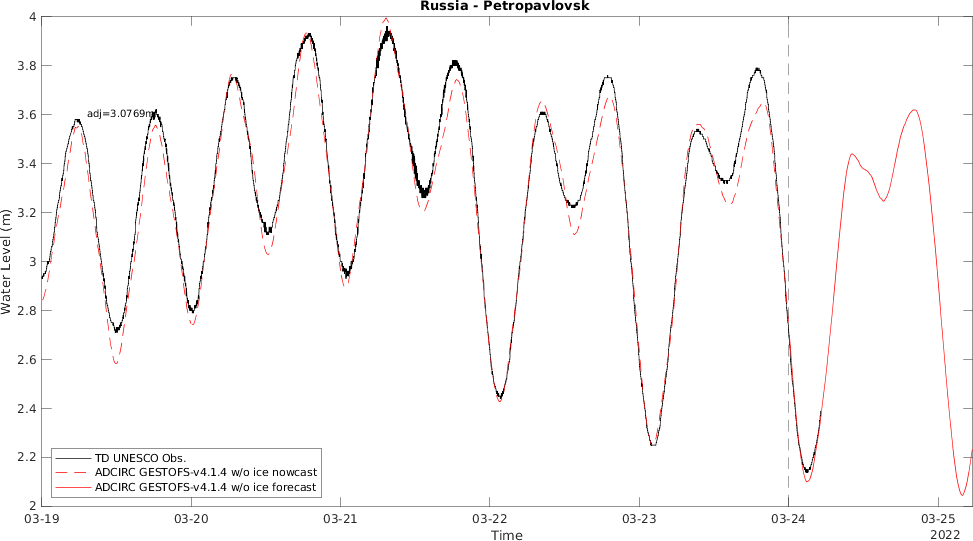 Russia - Petropavlovsk
4
3.8
3.6
3.4
3.2
3
2.8
2.6
2.4
2.2
2
Water Level (m)
adj=3.0769m
TD UNESCO Obs.
ADCIRC GESTOFS-v4.1.4 w/o ice nowcast
ADCIRC GESTOFS-v4.1.4 w/o ice forecast
03-19 03-20 03-21 03-22 03-23 03-24 03-25
Time
2022